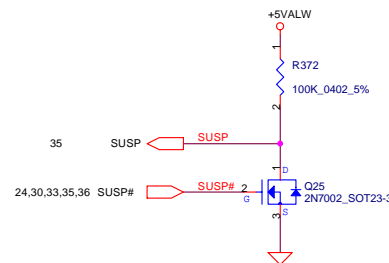 +5VALW
1
R372
100K_0402_5%
2
35 SUSP SUSP
1
D
Q25
24,30,33,35,36 SUSP# SUSP# 2
G
2N7002_SOT23-3
S
3